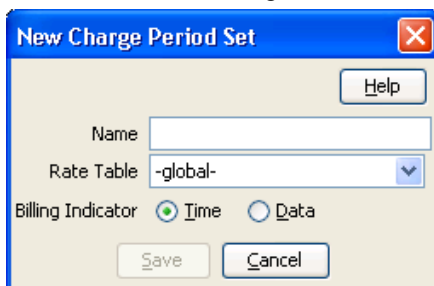 New Charge Period Set
Help
Name
Rate Table -global-
Billing Indicator Time Data
Save Cancel